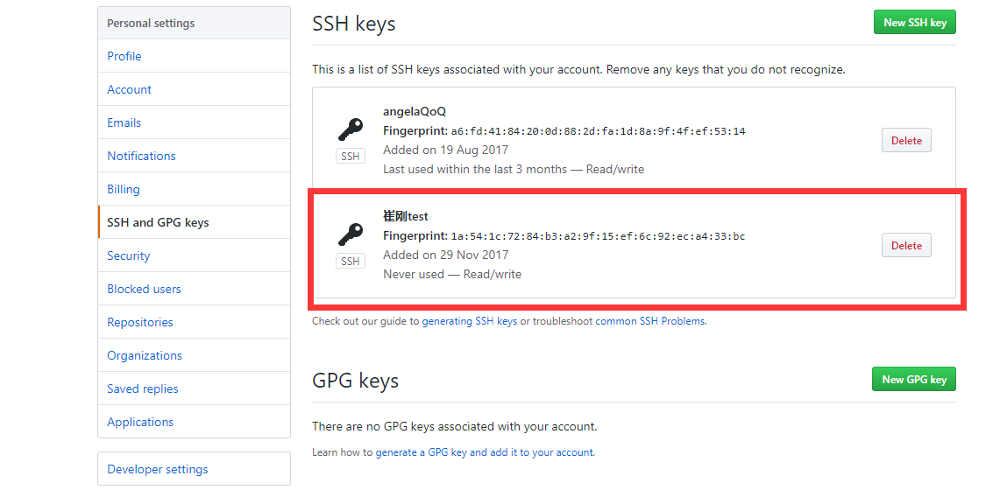 Personal settings
Profile
Account
Emails
Notifications
Billing
SSH and GPG keys
Security
Blocked users
Repositories
Organizations
Saved replies
Applications
Developer settings
SSH keys
New SSH key
This is a list of SSH keys associated with your account. Remove any keys that you do not recognize.
angelaQoQ
Fingerprint: a6:fd:41:84:20:0d:88:2d:fa:1d:8a:9f:4f:ef:53:14
Added on 19 Aug 2017
Last used within the last 3 months — Read/write
SSH
Delete
崔刚test
Fingerprint: 1a:54:1c:72:84:b3:a2:9f:15:ef:6c:92:ec:a4:33:bc
Added on 29 Nov 2017
Never used — Read/write
SSH
Delete
Check out our guide to generating SSH keys or troubleshoot common SSH Problems.
GPG keys
New GPG key
There are no GPG keys associated with your account.
Learn how to generate a GPG key and add it to your account.